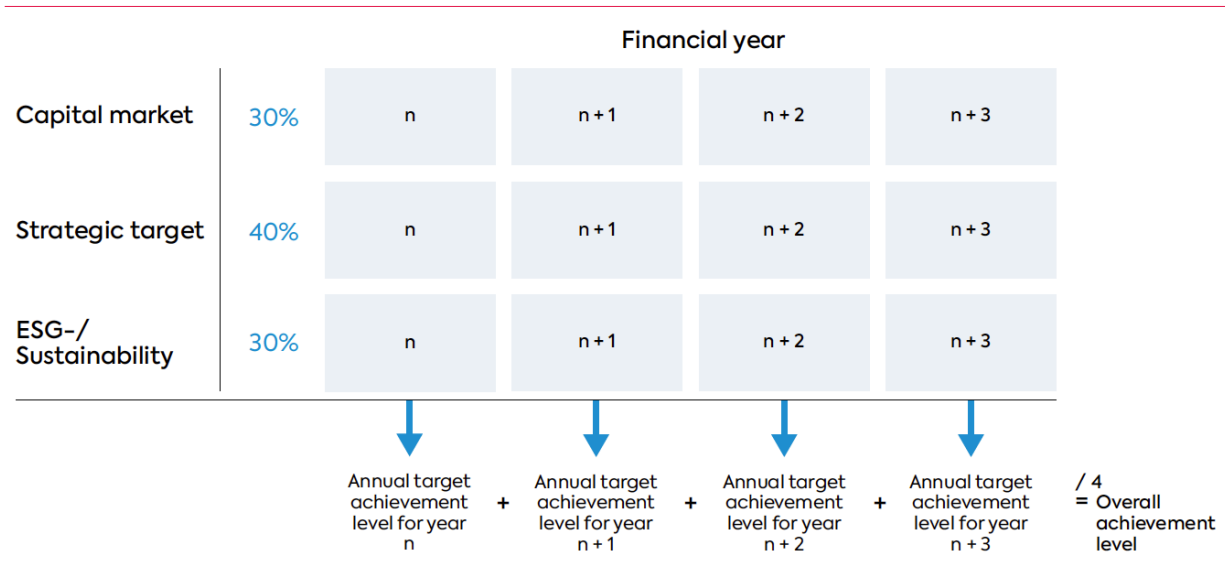 Financial year
Capital market 30% n n + 1 n + 2 n + 3
Strategic target 40% n n + 1 n + 2 n + 3
ESG-/
Sustainability 30% n n + 1 n + 2 n + 3
Annual target
achievement
level for year
n
+
Annual target
achievement
level for year
n + 1
+
Annual target
achievement
level for year
n + 2
+
Annual target
achievement
level for year
n + 3
/ 4
= Overall
achievement
level